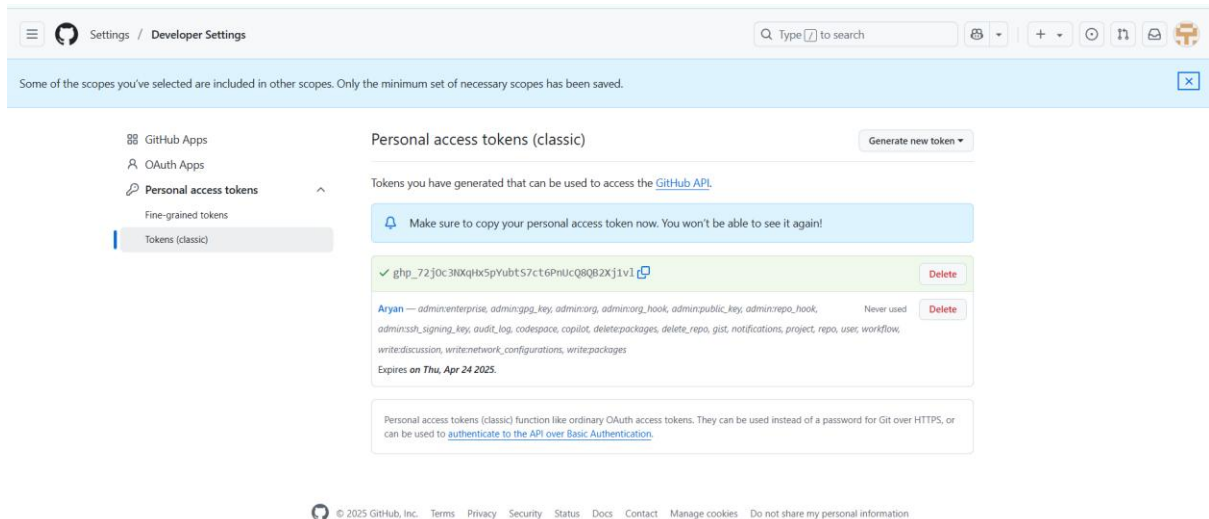 Settings / Developer Settings
Type / to search
Some of the scopes you've selected are included in other scopes. Only the minimum set of necessary scopes has been saved.
GitHub Apps
OAuth Apps
Personal access tokens
Fine-grained tokens
Tokens (classic)
Personal access tokens (classic)
Generate new token
Tokens you have generated that can be used to access the GitHub API.
Make sure to copy your personal access token now. You won't be able to see it again!
Delete
Aryan — admin:enterprise, admin:gpg_key, admin:org, admin:org_hook, admin:public_key, admin:repo_hook,
Never used
Delete
admin:ssh_signing_key, audit_log, codespace, copilot, delete:packages, delete_repo, gist, notifications, project, repo, user, workflow,
write:discussion, write:network_configurations, write:packages
Expires on Thu, Apr 24 2025.
Personal access tokens (classic) function like ordinary OAuth access tokens. They can be used instead of a password for Git over HTTPS, or
can be used to authenticate to the API over Basic Authentication.
© 2025 GitHub, Inc. Terms Privacy Security Status Docs Contact Manage cookies Do not share my personal information